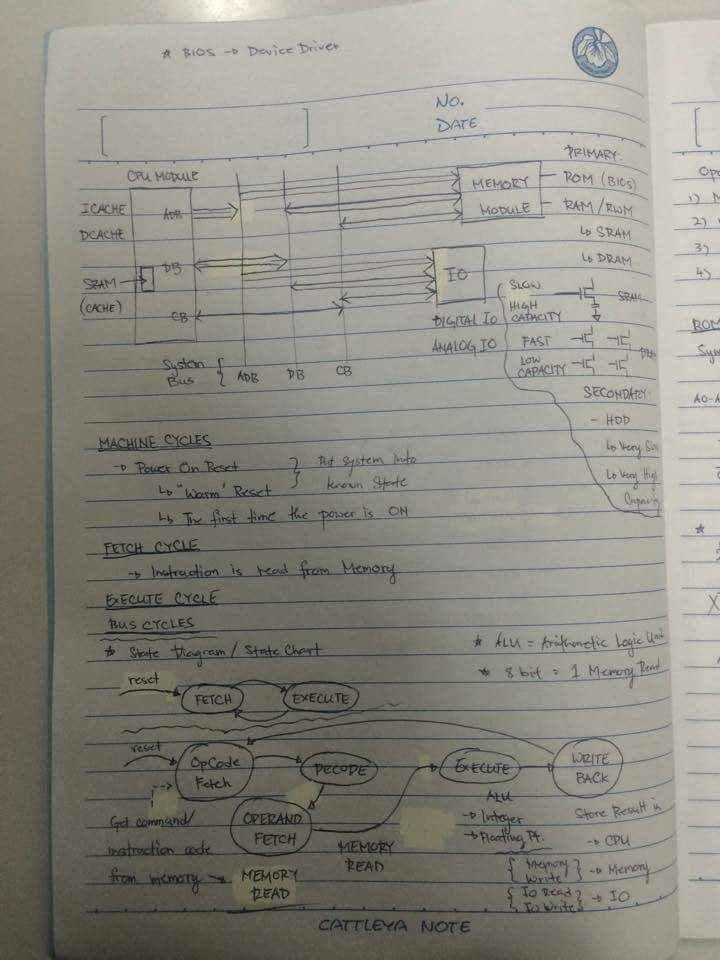 * BIOS → Device Driver
NO.
DATE
PRIMARY:
CPU MODULE
ICACHE
DCACHE
SRAM
(CACHE)
ADB
DB
CB
MEMORY
MODULE
ROM (BIOS)
RAM/RWM
↳ SRAM
↳ DRAM
IO
DIGITAL IO
ANALOG IO
SLOW
HIGH
CAPACITY
SRAM
FAST
LOW
CAPACITY
System
Bus
ADB DB CB
SECONDARY:
- HDD
↳ Very Slow
↳ Very High
Capacity
MACHINE CYCLES
→ Power On Reset
↳ "Warm" Reset
Put System Into
Known State
↳ The first time the power is ON
FETCH CYCLE
→ Instruction is read from Memory
EXECUTE CYCLE
BUS CYCLES
* State Diagram / State Chart
* ALU = Arithmetic Logic Unit
* 8 bit = 1 Memory Read
reset
FETCH EXECUTE
reset
OpCode
Fetch
DECODE
EXECUTE
WRITE
BACK
OPERAND
FETCH
Get command/
instruction code
from memory →
MEMORY
READ
MEMORY
READ
ALU
→ Integer
→ Floating Pt.
Store Result in
→ CPU
{ Memory Write } → Memory
{ IO Read
IO Write } → IO
CATTLEYA NOTE
1)
2)
3)
4)
ROM